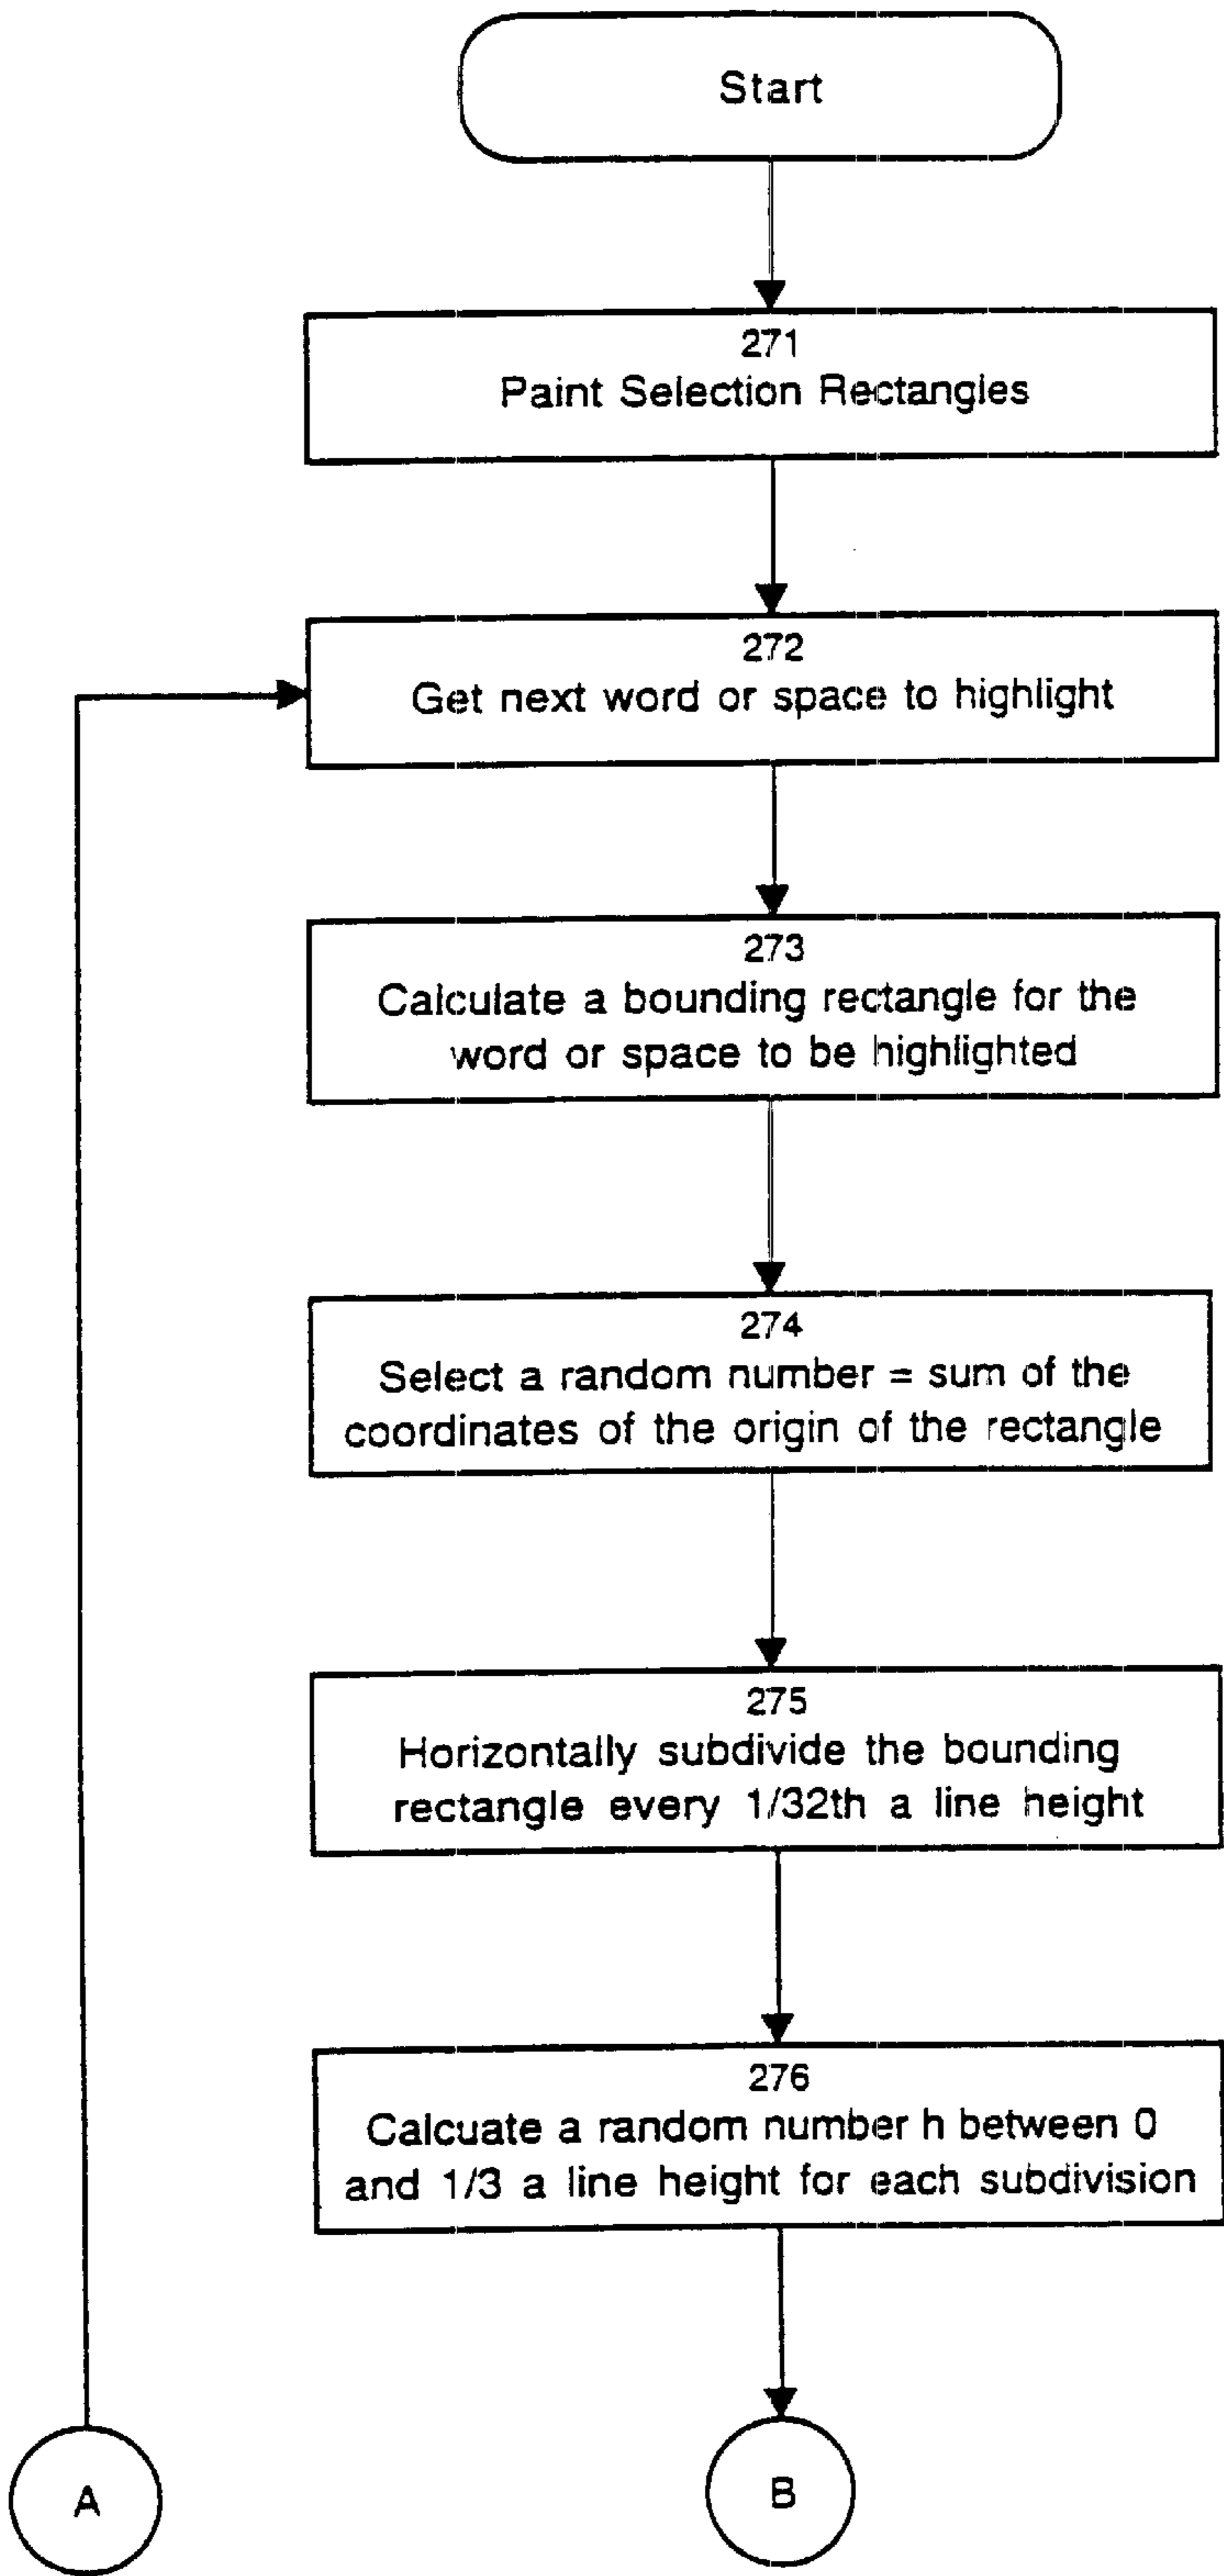 Start
271
Paint Selection Rectangles
272
Get next word or space to highlight
273
Calculate a bounding rectangle for the
word or space to be highlighted
274
Select a random number = sum of the
coordinates of the origin of the rectangle
275
Horizontally subdivide the bounding
rectangle every 1/32th a line height
276
Calcuate a random number h between 0
and 1/3 a line height for each subdivision
A
B